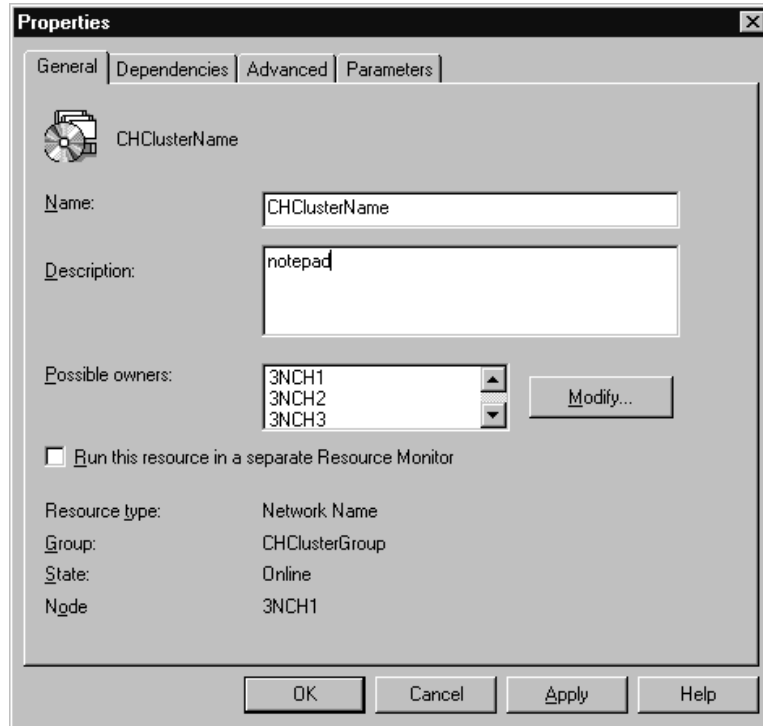 Properties
General Dependencies Advanced Parameters
CHClusterName
Name: CHClusterName
Description: notepad
Possible owners: 3NCH1
3NCH2
3NCH3
Modify...
Run this resource in a separate Resource Monitor
Resource type: Network Name
Group: CHClusterGroup
State: Online
Node 3NCH1
OK Cancel Apply Help